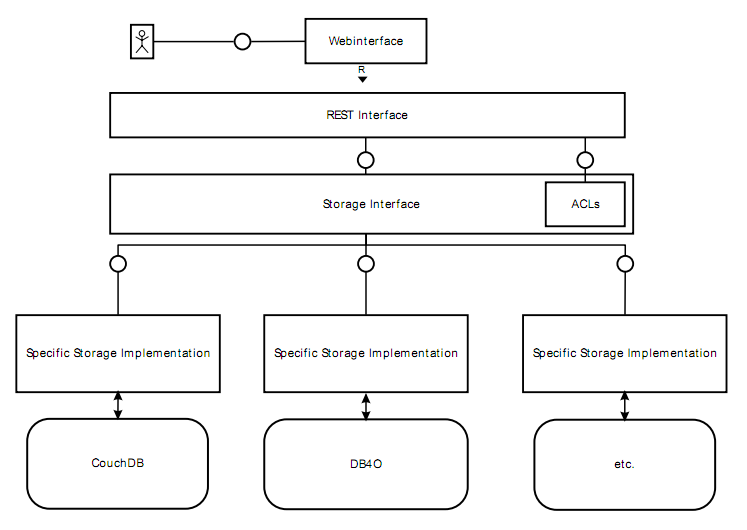 Webinterface
R
REST Interface
Storage Interface
ACLs
Specific Storage Implementation
Specific Storage Implementation
Specific Storage Implementation
CouchDB
DB4O
etc.